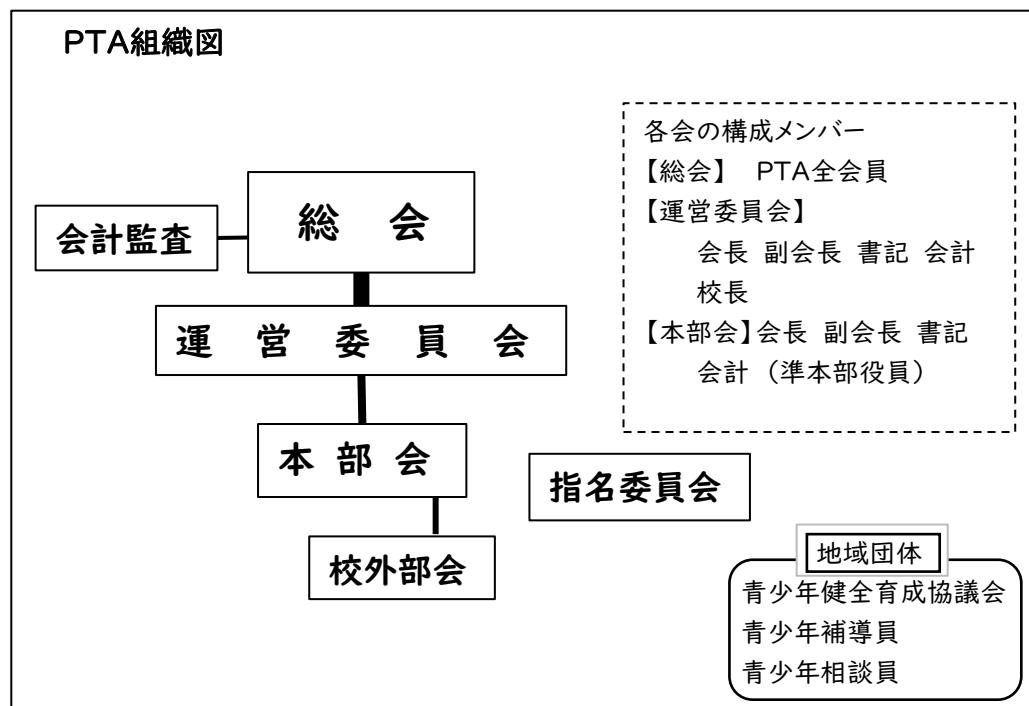 PTA組織図
各会の構成メンバー
【総会】 PTA全会員
【運営委員会】
会長 副会長 書記 会計
校長
【本部会】会長 副会長 書記
会計 (準本部役員)
総 会
会計監査
運 営 委 員 会
本 部 会
指名委員会
校外部会
地域団体
青少年健全育成協議会
青少年補導員
青少年相談員